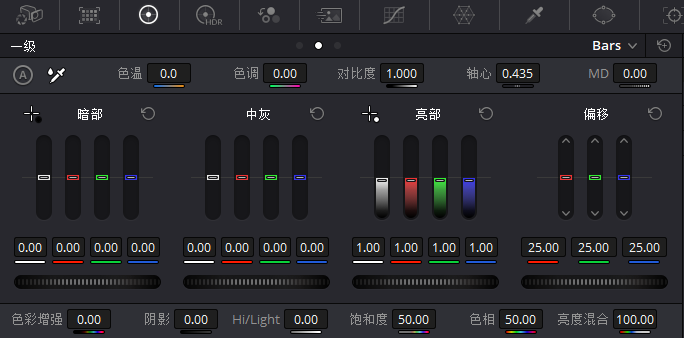 HDR
一级 Bars
A 色温 0.0 色调 0.00 对比度 1.000 轴心 0.435 MD 0.00
暗部 中灰 亮部 偏移
0.00 0.00 0.00 0.00 0.00 0.00 0.00 0.00 1.00 1.00 1.00 1.00 25.00 25.00 25.00
色彩增强 0.00 阴影 0.00 Hi/Light 0.00 饱和度 50.00 色相 50.00 亮度混合 100.00